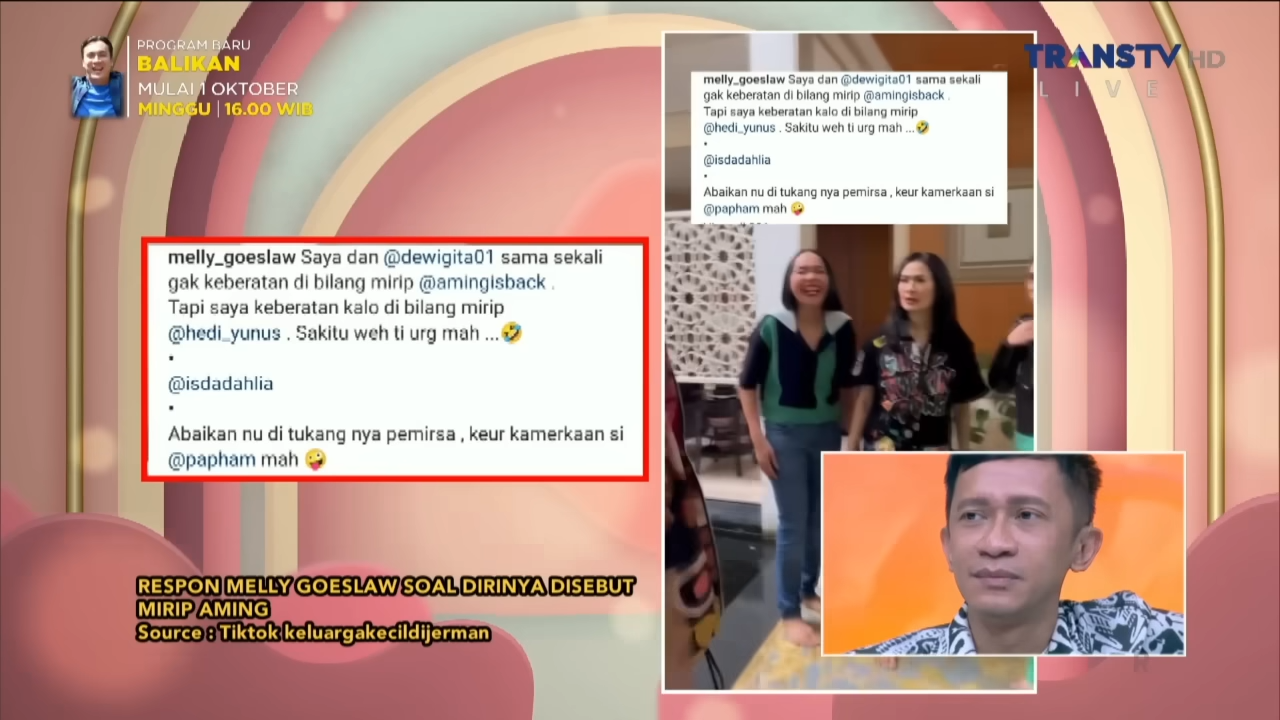 PROGRAM BARU
BALIKAN
MULAI 1 OKTOBER
MINGGU | 16.00 WIB
TRANSTV HD
LIVE
melly_goeslaw Saya dan @dewigita01 sama sekali
gak keberatan di bilang mirip @amingisback .
Tapi saya keberatan kalo di bilang mirip
@hedi_yunus . Sakitu weh ti urg mah ...🤣
•
@isdadahlia
•
Abaikan nu di tukang nya pemirsa , keur kamerkaan si
@papham mah 🤪
melly_goeslaw Saya dan @dewigita01 sama sekali
gak keberatan di bilang mirip @amingisback .
Tapi saya keberatan kalo di bilang mirip
@hedi_yunus . Sakitu weh ti urg mah ...🤣
•
@isdadahlia
•
Abaikan nu di tukang nya pemirsa , keur kamerkaan si
@papham mah 🤪
RESPON MELLY GOESLAW SOAL DIRINYA DISEBUT
MIRIP AMING
Source : Tiktok keluargakecildijerman